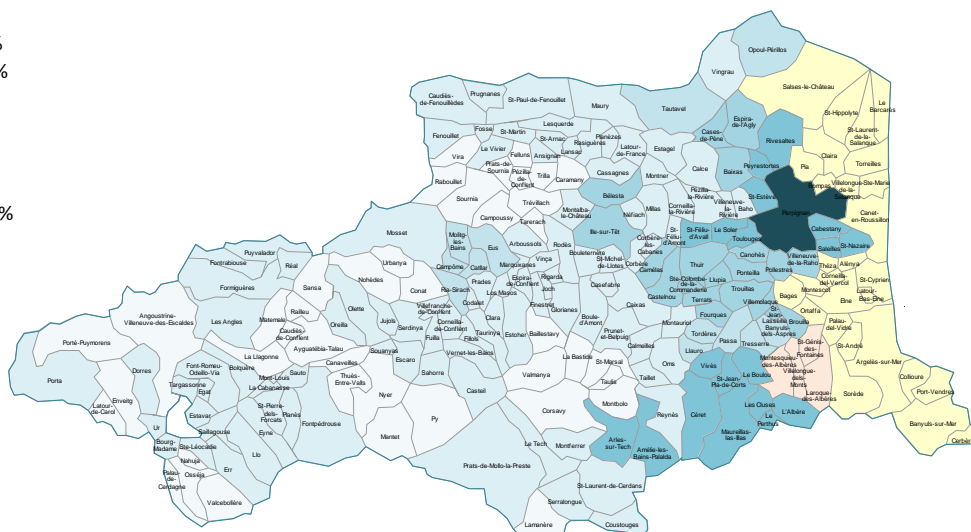 %
%
%
Opoul-Périllos
Vingrau
Salses-le-Château
Caudiès-
de-Fenouillèdes
Prugnanes
St-Paul-de-Fenouillet
Maury
Tautavel
St-Hippolyte
Le
Barcarès
Espira-
de-l'Agly
Cases-
de-Pène
Rivesaltes
St-Laurent-
de-la-
Salanque
Fenouillet
Fosse
St-Martin
Lesquerde
St-Arnac
Lansac
Rasiguères
Planèzes
Latour-
de-France
Estagel
Le Vivier
Vira
Prats-de-
Sournia
Felluns
Ansignan
Pézilla-
de-Conflent
Trilla
Caramany
Cassagnes
Montner
Calce
Baixas
Peyrestortes
Pia
Claira
Torreilles
Rabouillet
Sournia
Trévillach
Campoussy
Tarerach
Montalba-
le-Château
Bélesta
Néfiach
Millas
Corneilla-
la-Rivière
Pézilla-
la-Rivière
Villeneuve-
la-
Rivière
Baho
St-Estève
Bompas
Villelongue-
de-la-
Salanque
Ste-Marie
Perpignan
Canet-
en-Roussillon
Cabestany
Saleilles
St-Nazaire
Mosset
Molitg-
les-
Bains
Campôme
Catllar
Eus
Arboussols
Marquixanes
Vinça
Rodès
Bouleternère
Ille-sur-Têt
St-Michel-
de-Llotes
Corbère-
les-
Cabanes
Corbère
St-
Féliu-
d'Amont
St-Féliu-
d'Avall
Le Soler
Toulouges
Canohès
Camélas
Thuir
Ponteilla
Pollestres
Villeneuve-
de-la-Raho
Théza
Alénya
Corneilla-
del-Vercol
Montescot
St-Cyprien
Latour-
Bas-Elne
Elne
Bages
Puyvalador
Fontrabiouse
Réal
Formiguères
Sansa
Nohèdes
Urbanya
Conat
Ria-Sirach
Prades
Codalet
Los Masos
Espira-
de-
Conflent
Rigarda
Joch
Finestret
Glorianes
Casefabre
Ste-Colombe-
de-la-
Commanderie
Castelnou
Llupia
Terrats
Trouillas
Villemolaque
St-
Jean-
Lasseille
Banyuls-
dels-Aspres
Brouilla
Ortaffa
Palau-
del-Vidre
St-André
Argelès-sur-Mer
Collioure
Port-Vendres
Banyuls-sur-Mer
Cerbère
Sorède
Laroque-
des-Albères
St-Génis-
des-
Fontaines
Montesquieu-
des-Albères
Villelongue-
dels-
Monts
Angoustrine-
Villeneuve-des-Escaldes
Les Angles
Matemale
Railleu
Caudiès-
de-Conflent
Oreilla
Olette
Jujols
Serdinya
Villefranche-
de-Conflent
Corneilla-
de-Conflent
Fuilla
Fillols
Clara
Taurinya
Estoher
Baillestavy
Boule-
d'Amont
Prunet-
et-Belpuig
Caixas
Calmeilles
Montauriol
Fourques
Tordères
Passa
Tresserre
Llauro
Oms
Vivès
St-Jean-
Pla-de-Corts
Le Boulou
Les Cluses
Le
Perthus
L'Albère
Maureillas-
las-Illas
Céret
Reynès
Taillet
St-Marsal
La Bastide
Taulis
Valmanya
Vernet-les-Bains
Sahorre
Escaro
Souanyas
Ayguatébia-Talau
Canaveilles
La Llagonne
Mont-Louis
La Cabanasse
Bolquère
Font-Romeu-
Odello-Via
Targassonne
Egat
Sauto
Thuès-
Entre-Valls
Nyer
Py
Mantet
Casteil
Corsavy
Montbolo
Arles-
sur-Tech
Amélie-les-
Bains-Palalda
Montferrer
Le Tech
Prats-de-Mollo-la-Preste
St-Laurent-de-Cerdans
Serralongue
Lamanère
Coustouges
Porté-Puymorens
Porta
Latour-
de-Carol
Enveitg
Dorres
Ur
Bourg-
Madame
Estavar
Saillagouse
Ste-Léocadie
Nahuja
Osséja
Palau-
de-
Cerdagne
Valcebollère
Err
Llo
Eyne
St-Pierre-
dels-
Forcats
Planès
Fontpédrouse